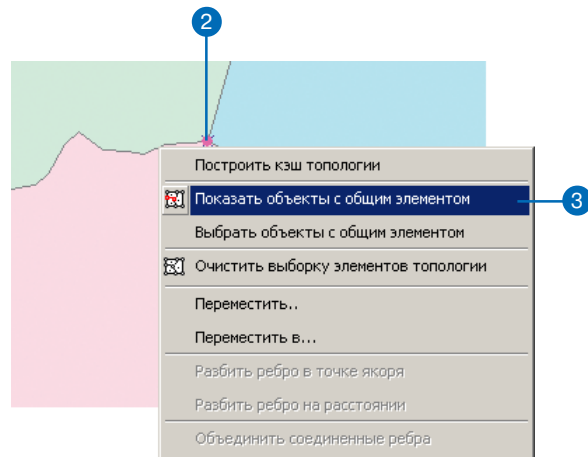 2
Построить кэш топологии
Показать объекты с общим элементом
3
Выбрать объекты с общим элементом
Очистить выборку элементов топологии
Переместить..
Переместить в...
Разбить ребро в точке якоря
Разбить ребро на расстоянии
Объединить соединенные ребра